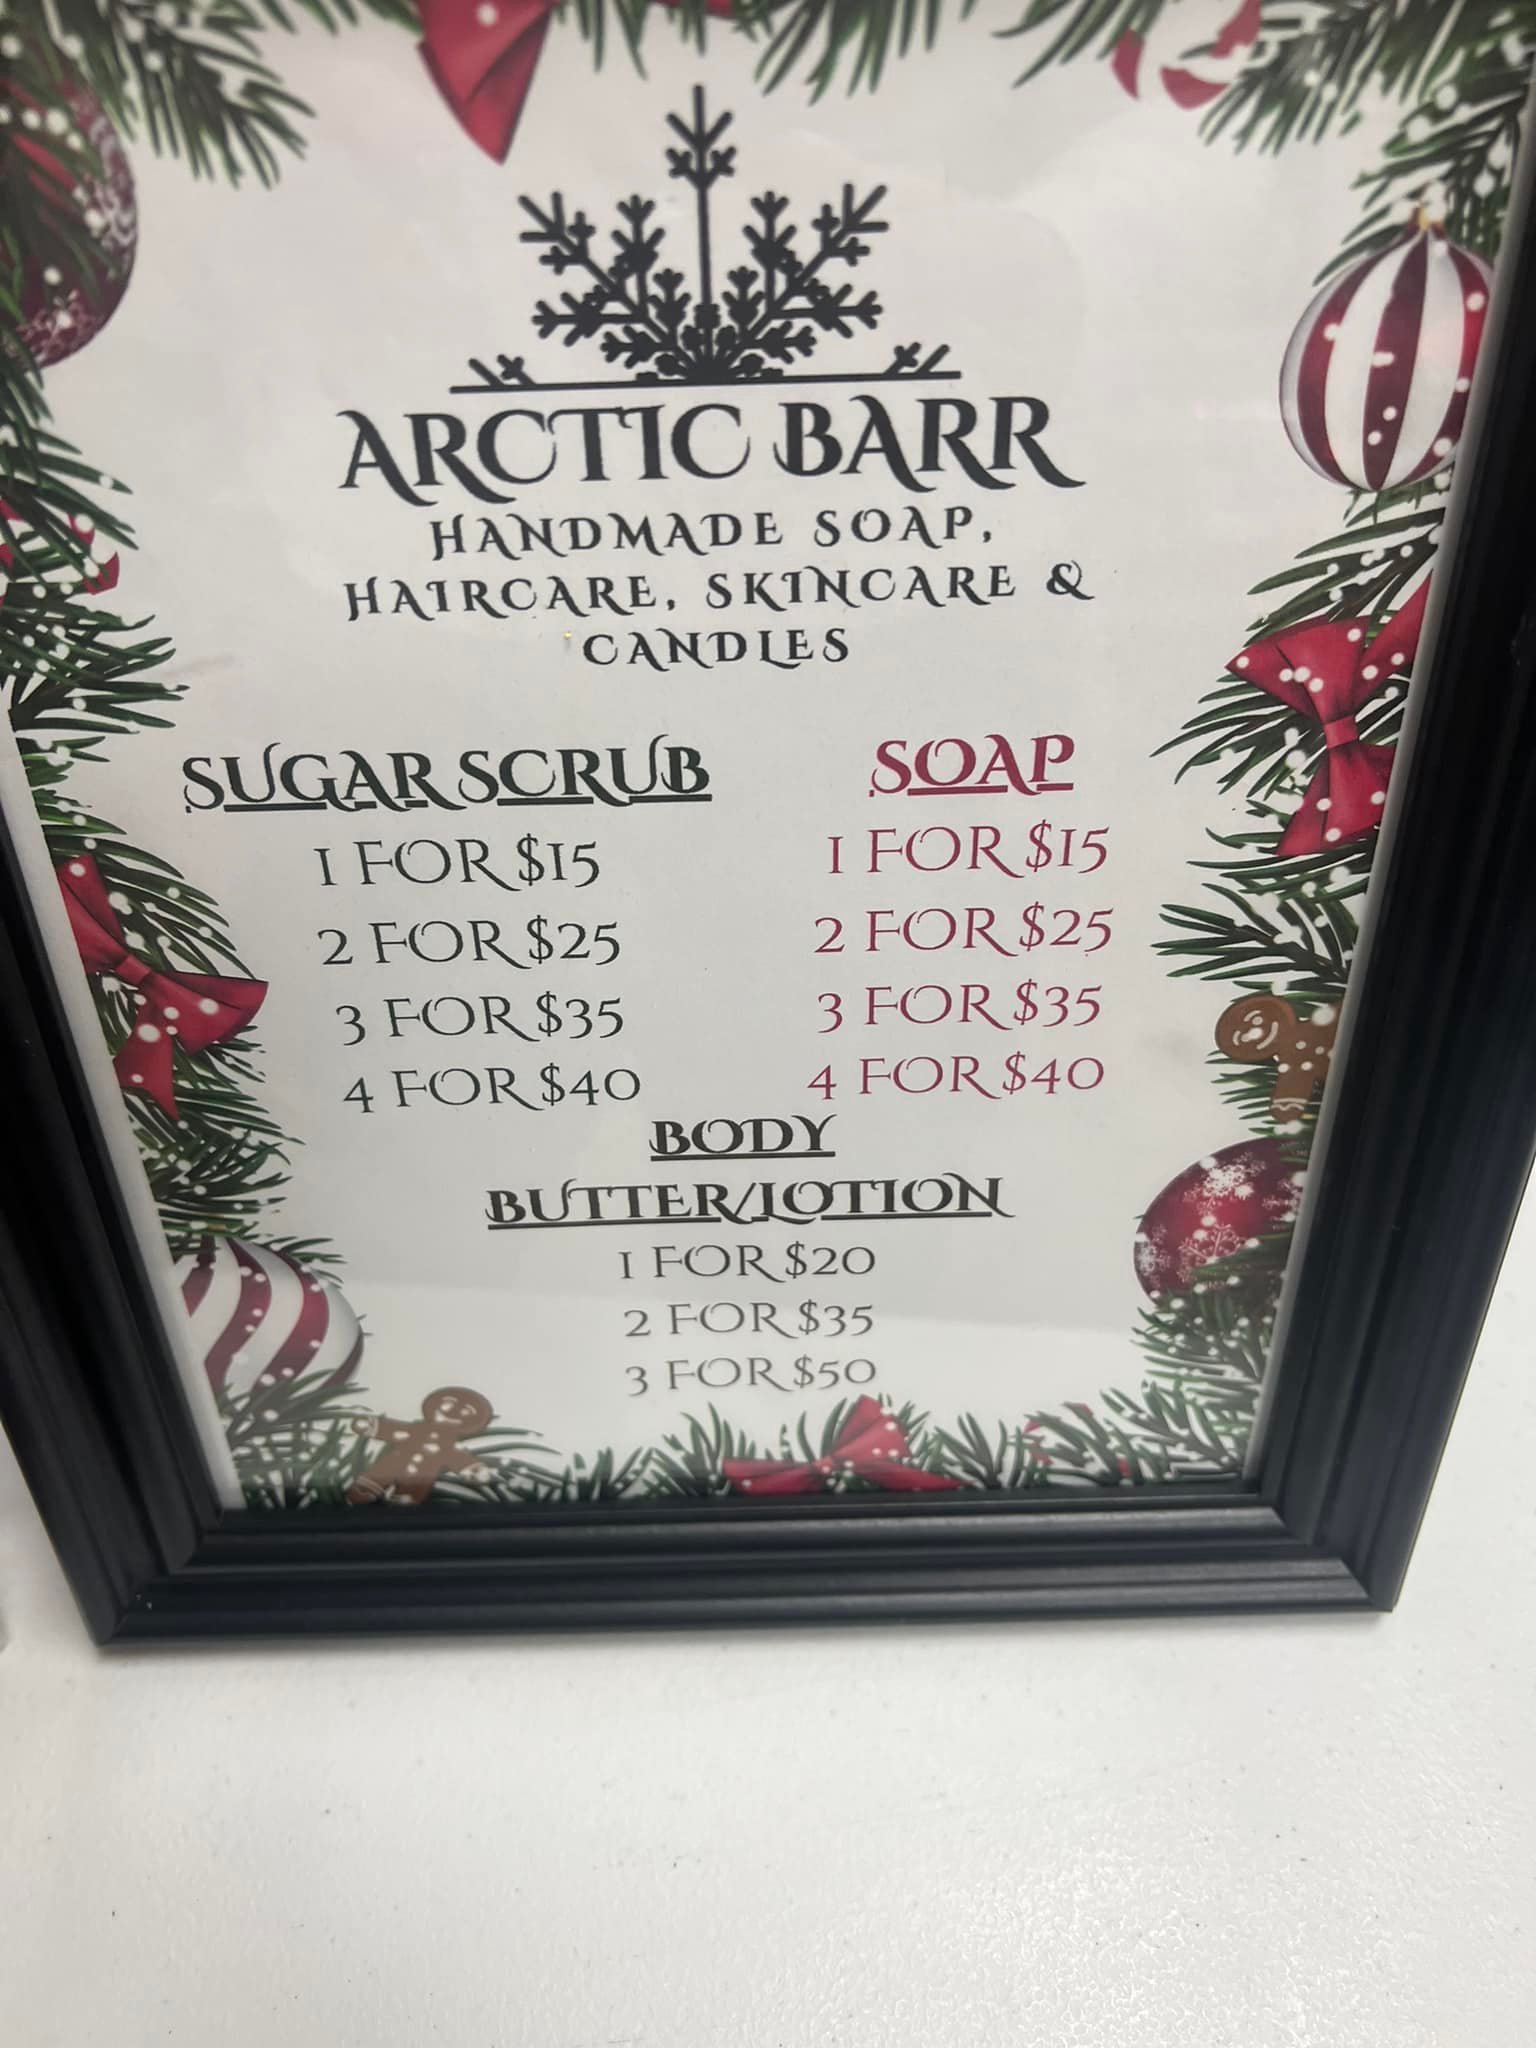 ARCTIC BARR
HANDMADE SOAP,
HAIRCARE, SKINCARE &
CANDLES
SUGAR SCRUB
1 FOR $15
2 FOR $25
3 FOR $35
4 FOR $40
SOAP
1 FOR $15
2 FOR $25
3 FOR $35
4 FOR $40
BODY
BUTTER/LOTION
1 FOR $20
2 FOR $35
3 FOR $50